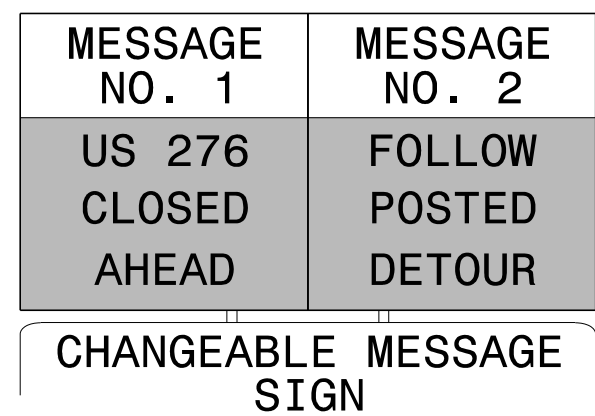 MESSAGE
NO. 1
MESSAGE
NO. 2
US 276
CLOSED
AHEAD
FOLLOW
POSTED
DETOUR
CHANGEABLE MESSAGE
SIGN